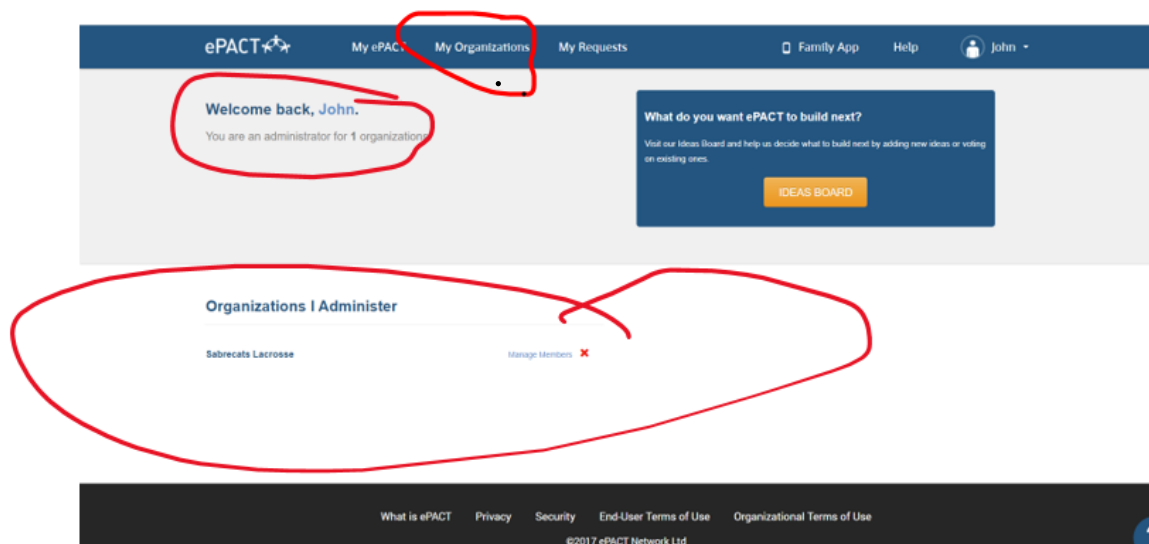 ePACT My ePACT My Organizations My Requests Family App Help John
Welcome back, John.
You are an administrator for 1 organizations
What do you want ePACT to build next?
Visit our Ideas Board and help us decide what to build next by adding new ideas or voting
on existing ones.
IDEAS BOARD
Organizations I Administer
Sabrecats Lacrosse Manage Members
What is ePACT Privacy Security End-User Terms of Use Organizational Terms of Use
©2017 ePACT Network Ltd